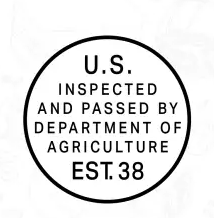 U.S.
INSPECTED
AND PASSED BY
DEPARTMENT OF
AGRICULTURE
EST. 38